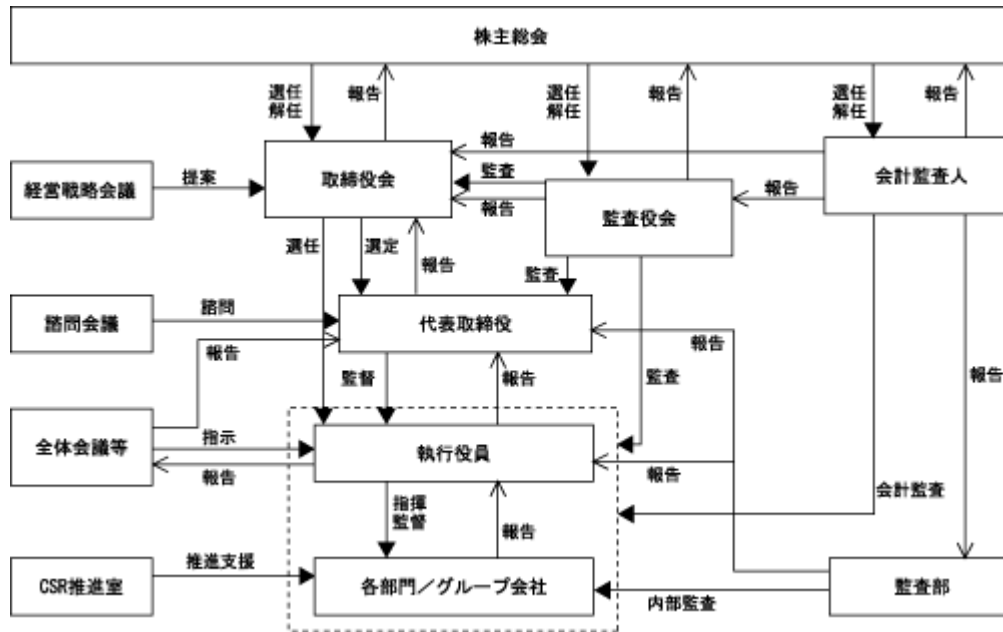 株主総会
選任
解任
報告
選任
解任
報告
選任
解任
報告
報告
経営戦略会議
提案
取締役会
監査
報告
監査役会
報告
会計監査人
選任
選定
報告
監査
諮問会議
諮問
代表取締役
報告
報告
監督
報告
監査
報告
全体会議等
指示
報告
執行役員
報告
会計監査
指揮
監督
報告
CSR推進室
推進支援
各部門/グループ会社
内部監査
監査部